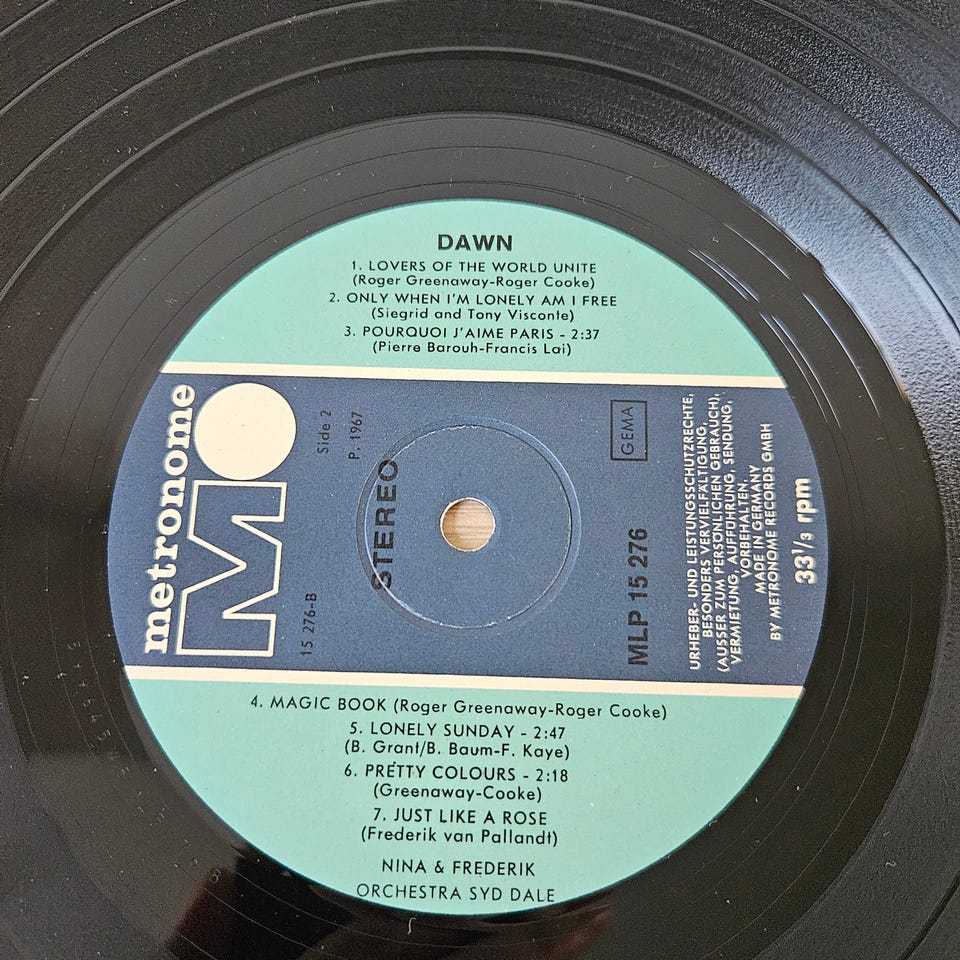 DAWN
1. LOVERS OF THE WORLD UNITE
(Roger Greenaway-Roger Cooke)
2. ONLY WHEN I'M LONELY AM I FREE
(Siegrid and Tony Visconte)
3. POURQUOI J'AIME PARIS - 2:37
(Pierre Barouh-Francis Lai)
metronome
M
Side 2
P. 1967
15 276-B
STEREO
GEMA
MLP 15 276
URHEBER- UND LEISTUNGSSCHUTZRECHTE,
BESONDERS VERVIELFÄLTIGUNG,
(AUSSER ZUM PERSÖNLICHEN GEBRAUCH),
VERMIETUNG, AUFFÜHRUNG, SENDUNG,
VORBEHALTEN.
MADE IN GERMANY
BY METRONOME RECORDS GMBH
33 1/3 rpm
4. MAGIC BOOK (Roger Greenaway-Roger Cooke)
5. LONELY SUNDAY - 2:47
(B. Grant/B. Baum-F. Kaye)
6. PRETTY COLOURS - 2:18
(Greenaway-Cooke)
7. JUST LIKE A ROSE
(Frederik van Pallandt)
NINA & FREDERIK
ORCHESTRA SYD DALE